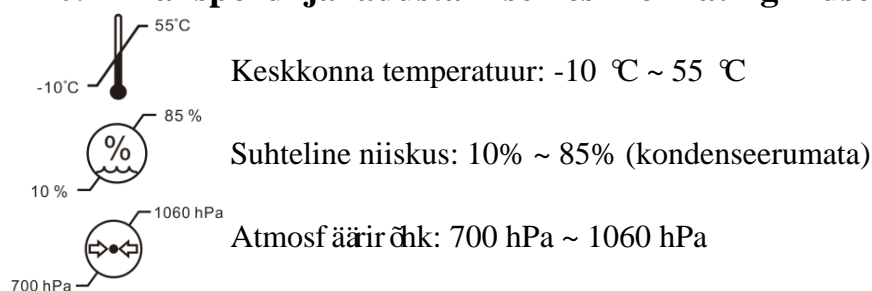 55°C
-10°C
Keskkonna temperatuur: -10 ℃ ~ 55 ℃
85 %
%
10 %
Suhteline niiskus: 10% ~ 85% (kondenseerumata)
1060 hPa
700 hPa
Atmosfäärirõhk: 700 hPa ~ 1060 hPa